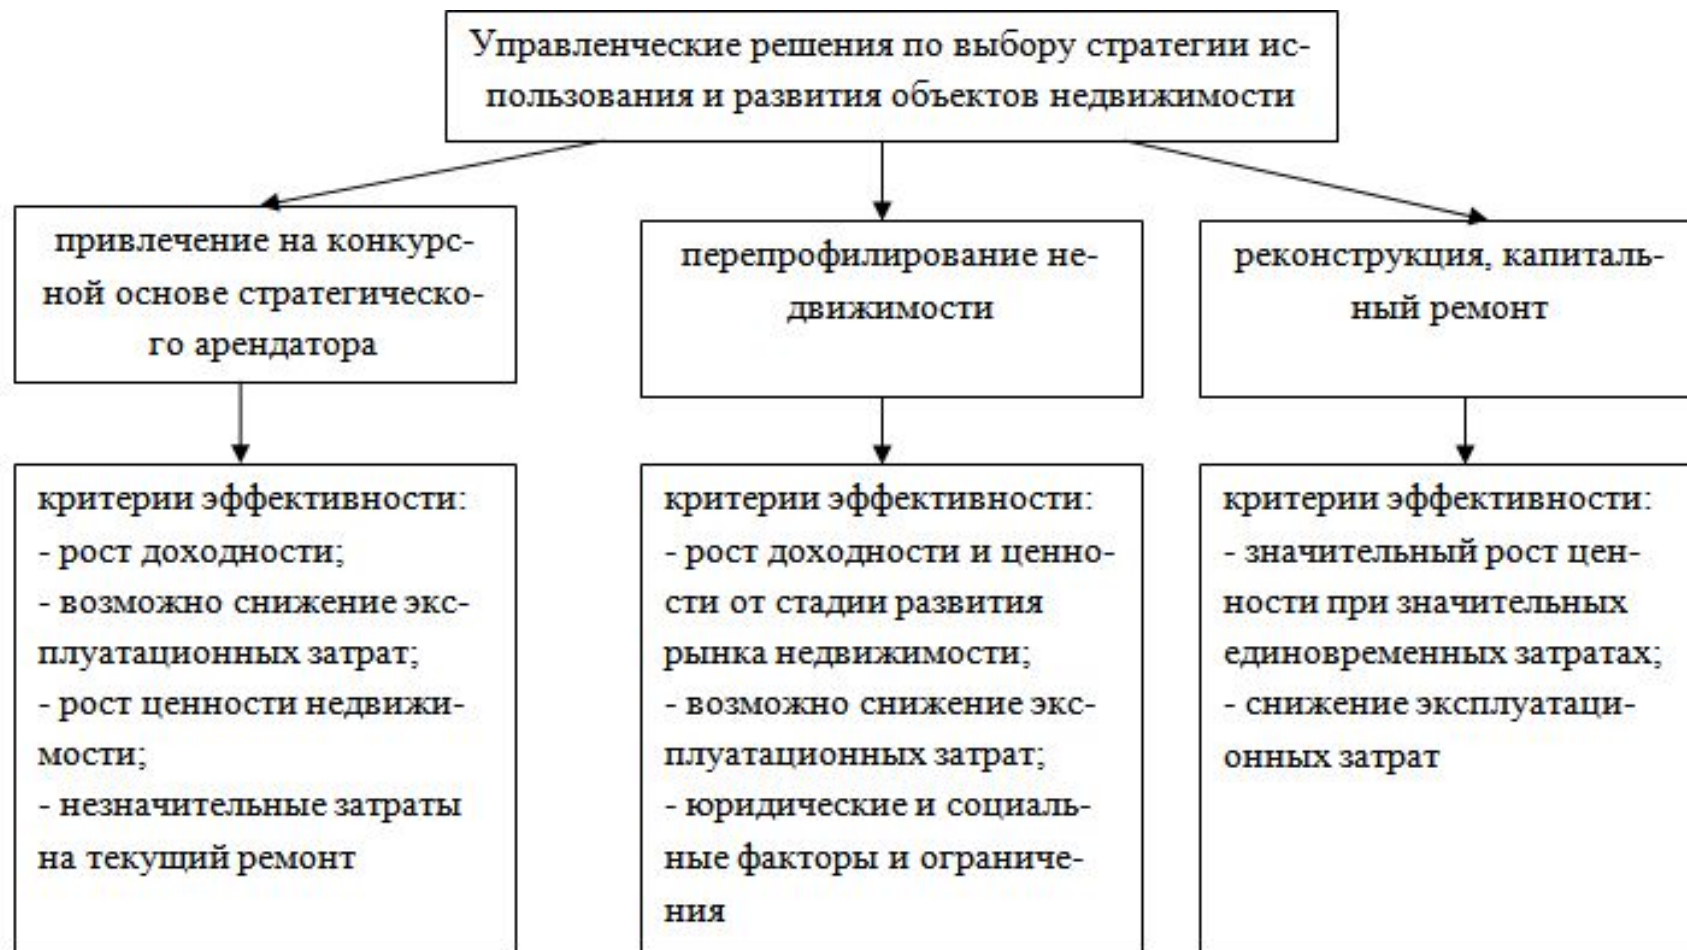 Управленческие решения по выбору стратегии ис-
пользования и развития объектов недвижимости
привлечение на конкурс-
ной основе стратегическо-
го арендатора
перепрофилирование не-
движимости
реконструкция, капиталь-
ный ремонт
критерии эффективности:
- рост доходности;
- возможно снижение экс-
плуатационных затрат;
- рост ценности недвижи-
мости;
- незначительные затраты
на текущий ремонт
критерии эффективности:
- рост доходности и ценно-
сти от стадии развития
рынка недвижимости;
- возможно снижение экс-
плуатационных затрат;
- юридические и социаль-
ные факторы и ограниче-
ния
критерии эффективности:
- значительный рост цен-
ности при значительных
единовременных затратах;
- снижение эксплуатаци-
онных затрат